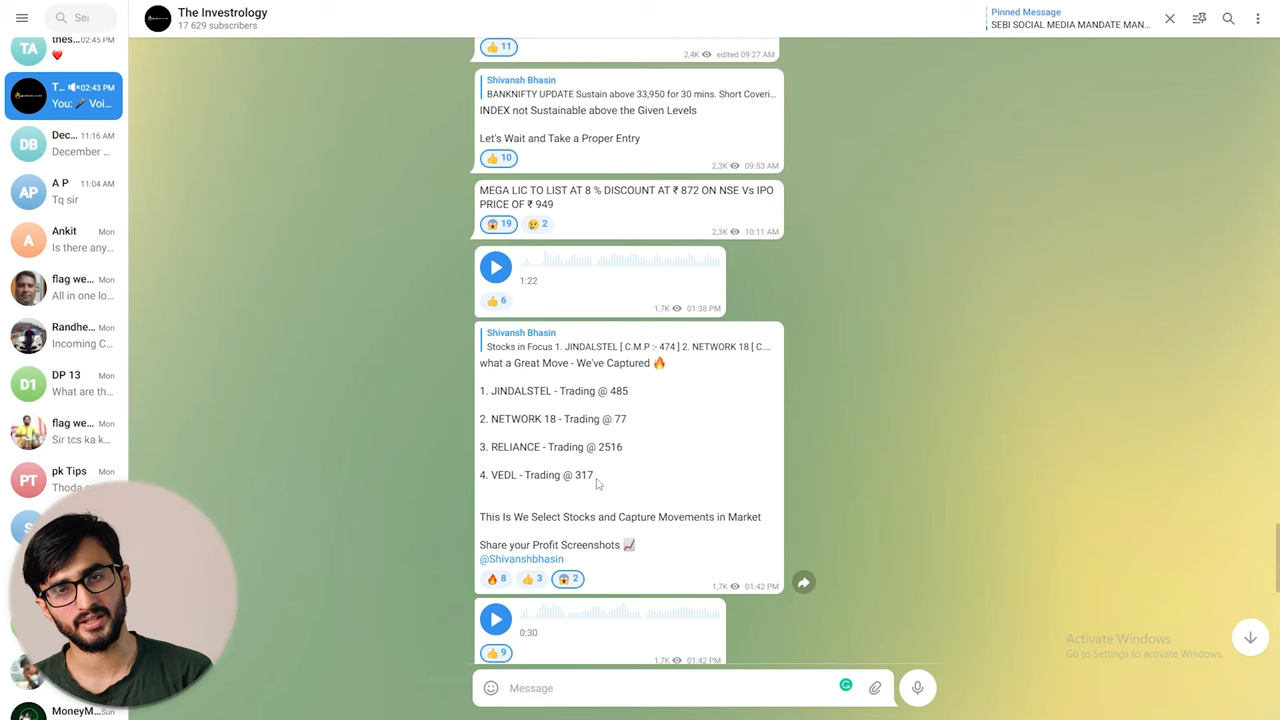 Sei
The Investrology
17 629 subscribers
Pinned Message
SEBI SOCIAL MEDIA MANDATE MAN...
TA
thes... 02:45 PM
❤️
T... 02:43 PM
You: 🎤 Voi...
DB
Dec... 11:16 AM
December ...
AP
A P 11:04 AM
Tq sir
A
Ankit Mon
Is there any...
flag we... Mon
All in one lo...
Randhe... Mon
Incoming C...
D1
DP 13 Mon
What are th...
flag we... Mon
Sir tcs ka k...
PT
pk Tips Mon
Thoda ...
MoneyM... Sun
👍 11
2,4K edited 09:27 AM
Shivansh Bhasin
BANKNIFTY UPDATE Sustain above 33,950 for 30 mins. Short Coveri...
INDEX not Sustainable above the Given Levels
Let's Wait and Take a Proper Entry
👍 10
2,3K 09:53 AM
MEGA LIC TO LIST AT 8 % DISCOUNT AT ₹ 872 ON NSE Vs IPO
PRICE OF ₹ 949
😱 19 😢 2
2,3K 10:11 AM
1:22
👍 6
1,7K 01:38 PM
Shivansh Bhasin
Stocks in Focus 1. JINDALSTEL [ C.M.P :- 474 ] 2. NETWORK 18 [ C....
what a Great Move - We've Captured 🔥
1. JINDALSTEL - Trading @ 485
2. NETWORK 18 - Trading @ 77
3. RELIANCE - Trading @ 2516
4. VEDL - Trading @ 317
This Is We Select Stocks and Capture Movements in Market
Share your Profit Screenshots 📈
@Shivanshbhasin
🔥 8 👍 3 😱 2
1,7K 01:42 PM
0:30
👍 9
1,7K 01:42 PM
Message
Activate Windows
Go to Settings to activate Windows.